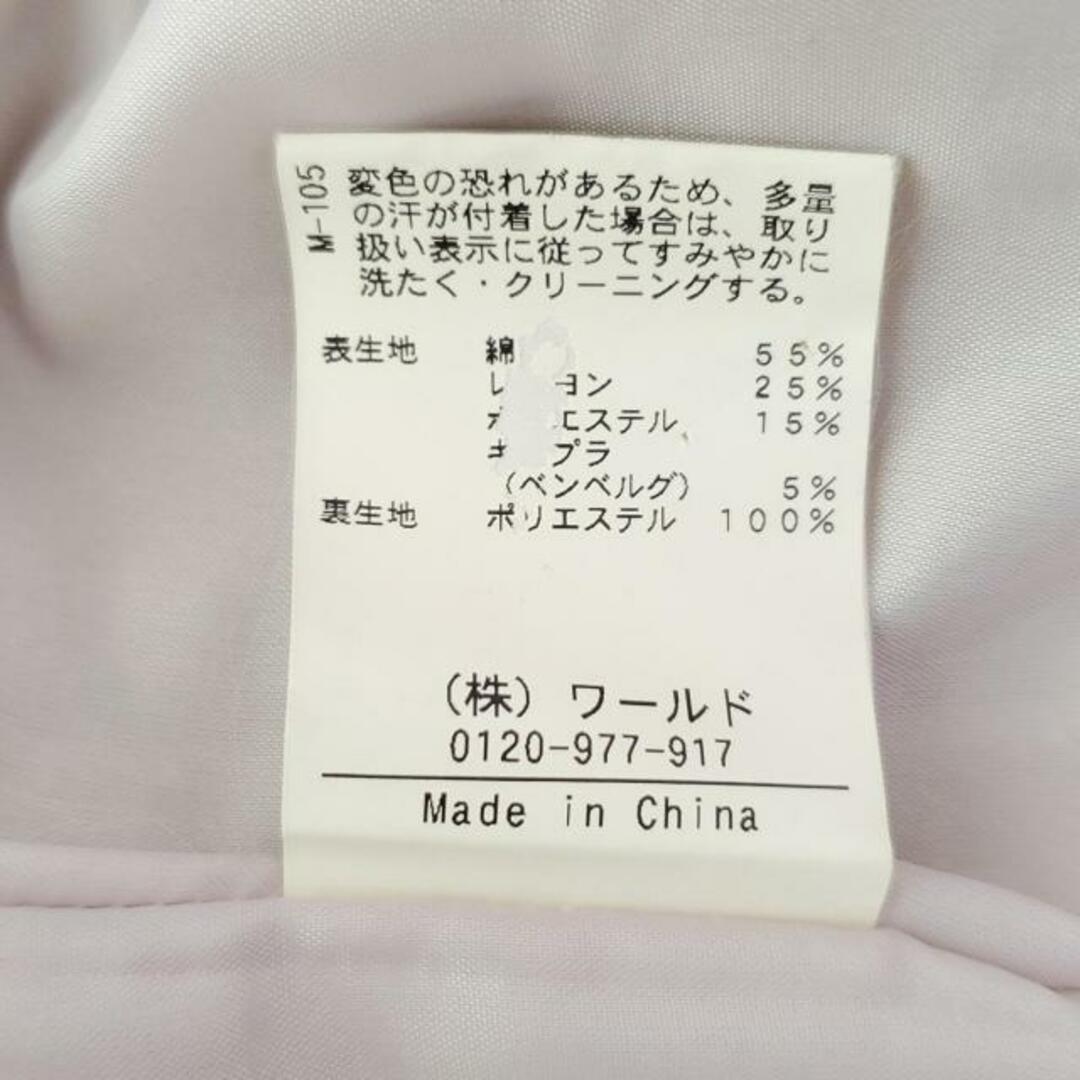 M-105
変色の恐れがあるため、多量
の汗が付着した場合は、取り
扱い表示に従ってすみやかに
洗たく・クリーニングする。
表生地 綿 55%
レ ヨン 25%
ポ エステル 15%
キ プラ
(ベンベルグ) 5%
裏生地 ポリエステル 100%
(株) ワールド
0120-977-917
Made in China